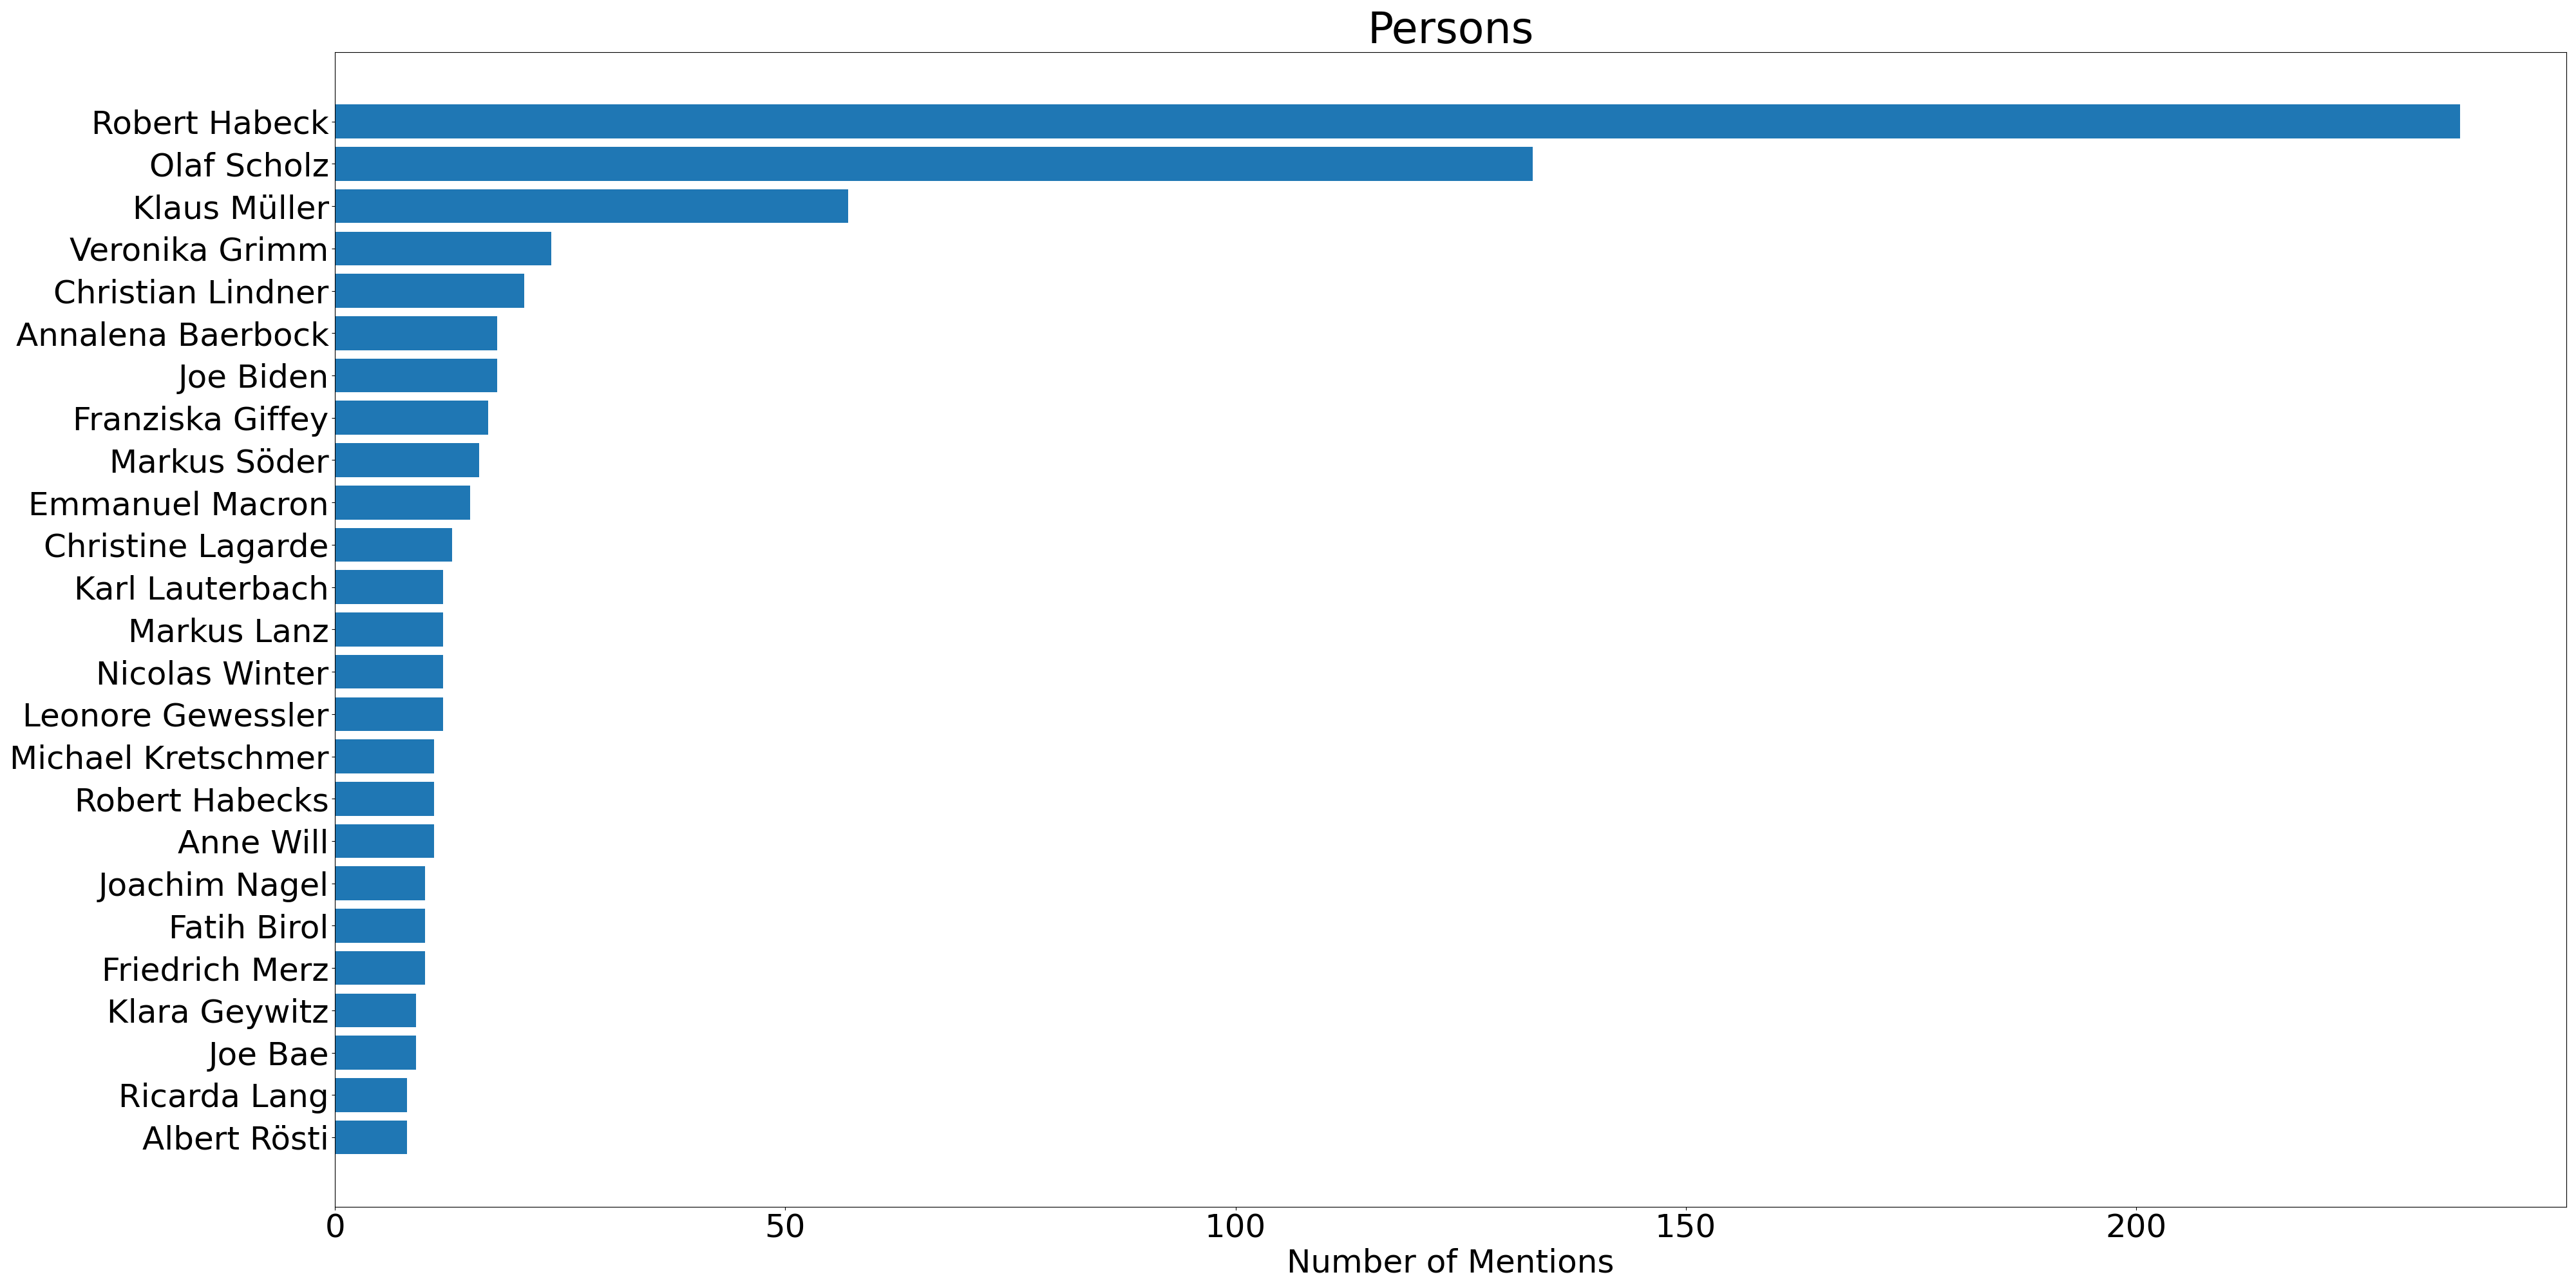 Persons
Robert Habeck
Olaf Scholz
Klaus Müller
Veronika Grimm
Christian Lindner
Annalena Baerbock
Joe Biden
Franziska Giffey
Markus Söder
Emmanuel Macron
Christine Lagarde
Karl Lauterbach
Markus Lanz
Nicolas Winter
Leonore Gewessler
Michael Kretschmer
Robert Habecks
Anne Will
Joachim Nagel
Fatih Birol
Friedrich Merz
Klara Geywitz
Joe Bae
Ricarda Lang
Albert Rösti
0 50 100 150 200
Number of Mentions